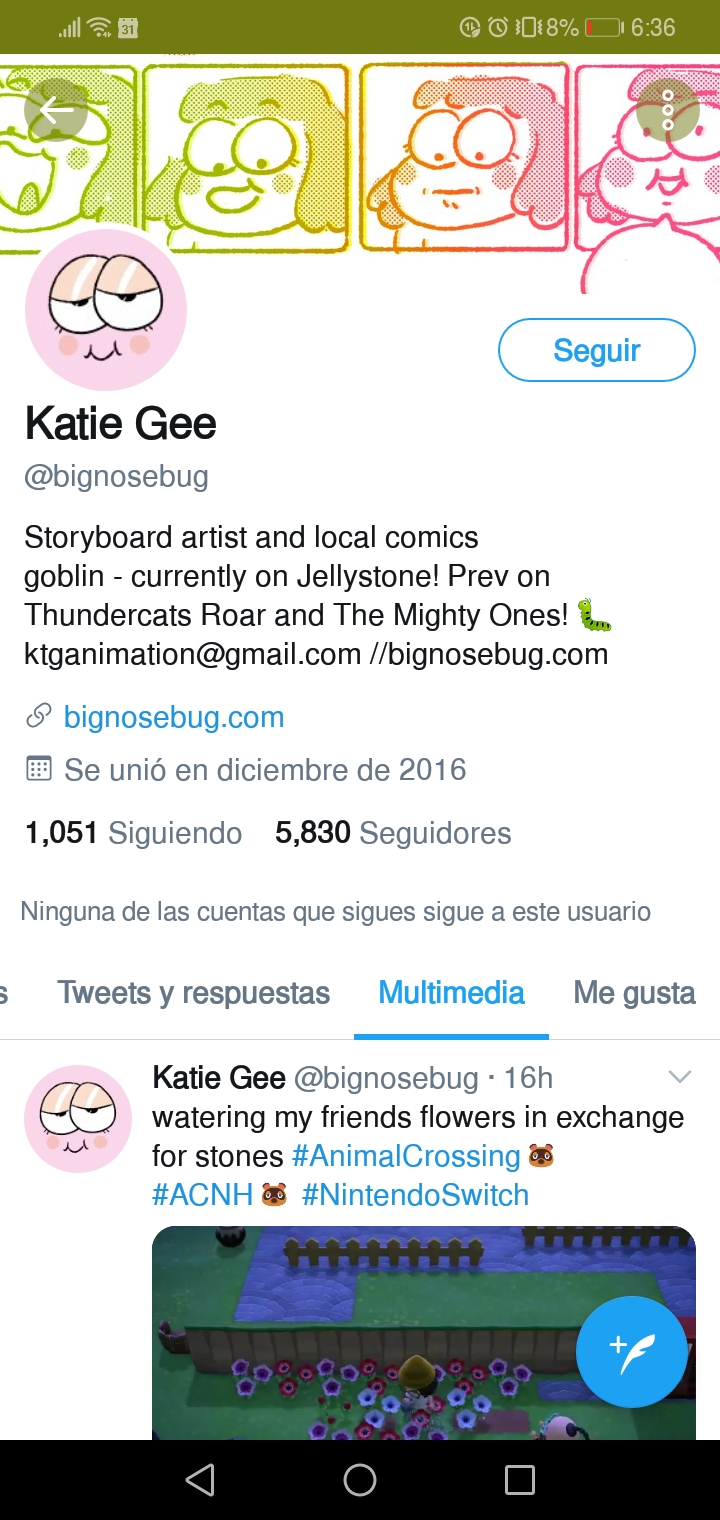 31 8% 6:36
Seguir
Katie Gee
@bignosebug
Storyboard artist and local comics
goblin - currently on Jellystone! Prev on
Thundercats Roar and The Mighty Ones! 🐛
ktganimation@gmail.com //bignosebug.com
bignosebug.com
Se unió en diciembre de 2016
1,051 Siguiendo 5,830 Seguidores
Ninguna de las cuentas que sigues sigue a este usuario
s Tweets y respuestas Multimedia Me gusta
Katie Gee @bignosebug · 16h
watering my friends flowers in exchange
for stones #AnimalCrossing
#ACNH #NintendoSwitch